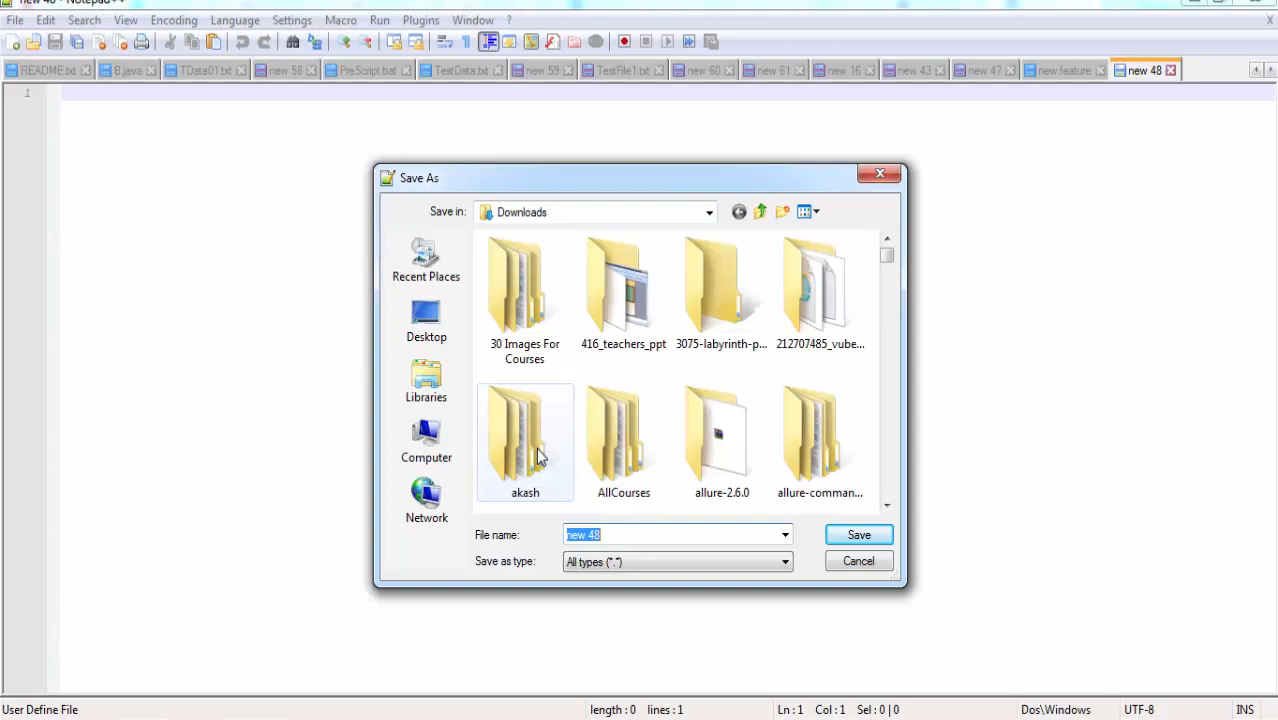 new 48 - Notepad++
File Edit Search View Encoding Language Settings Macro Run Plugins Window ? X
README.txt B.java TData01.txt new 58 PreScript.bat TestData.txt new 59 TestFile1.txt new 60 new 61 new 16 new 43 new 47 new.feature new 48
1
Save As
Save in: Downloads
Recent Places
Desktop
Libraries
Computer
Network
30 Images For Courses
416_teachers_ppt
3075-labyrinth-p...
212707485_vube...
akash
AllCourses
allure-2.6.0
allure-comman...
File name: new 48 Save
Save as type: All types (*.*) Cancel
User Define File length : 0 lines : 1 Ln : 1 Col : 1 Sel : 0 | 0 Dos\Windows UTF-8 INS